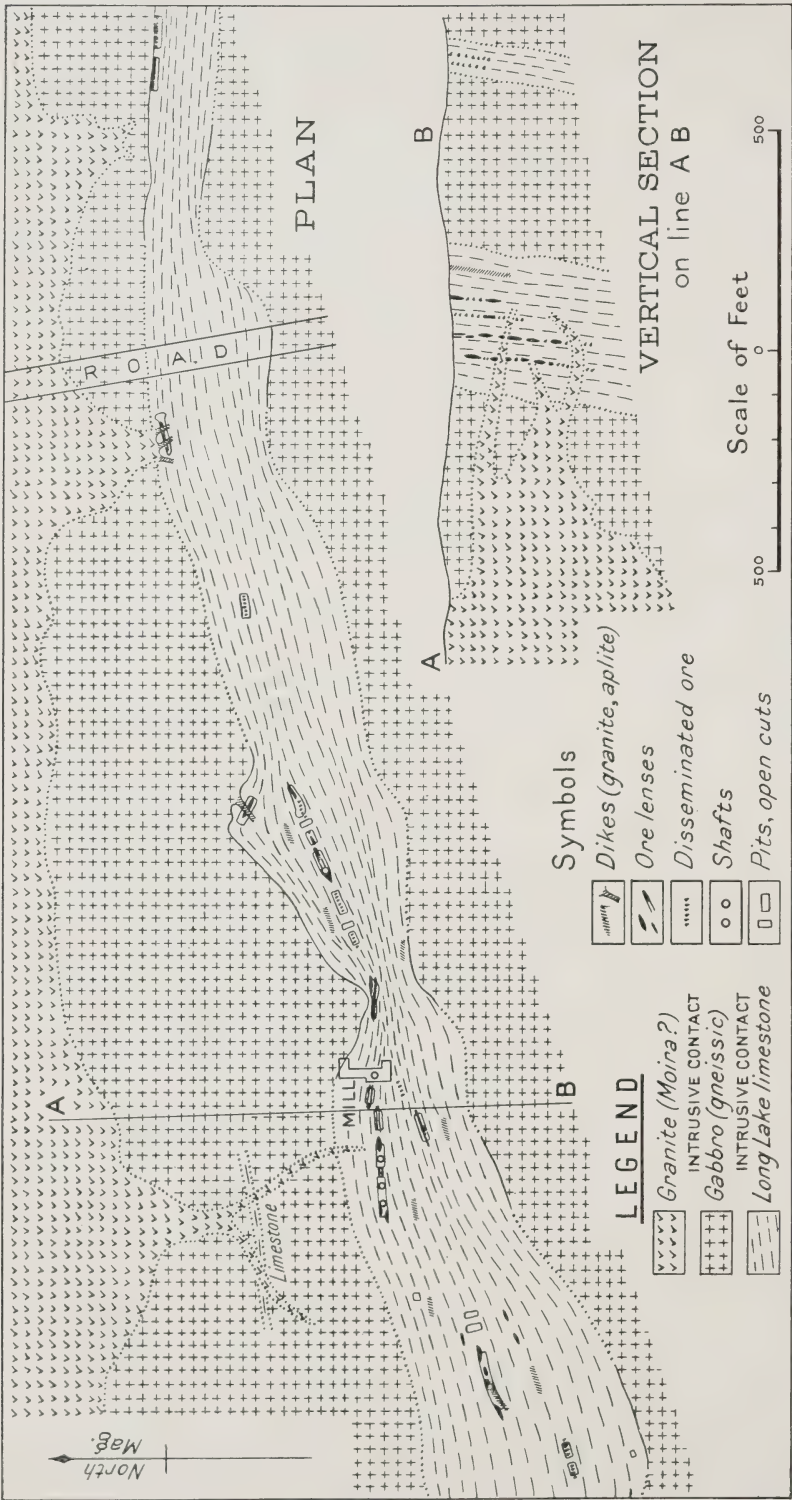 PLAN
ROAD
A
MILL
B
Limestone
North
Mag.
A
B
VERTICAL SECTION
on line A B
Scale of Feet
500 0 500
Symbols
Dikes (granite, aplite)
Ore lenses
Disseminated ore
Shafts
Pits, open cuts
LEGEND
Granite (Moira?)
INTRUSIVE CONTACT
Gabbro (gneissic)
INTRUSIVE CONTACT
Long Lake limestone